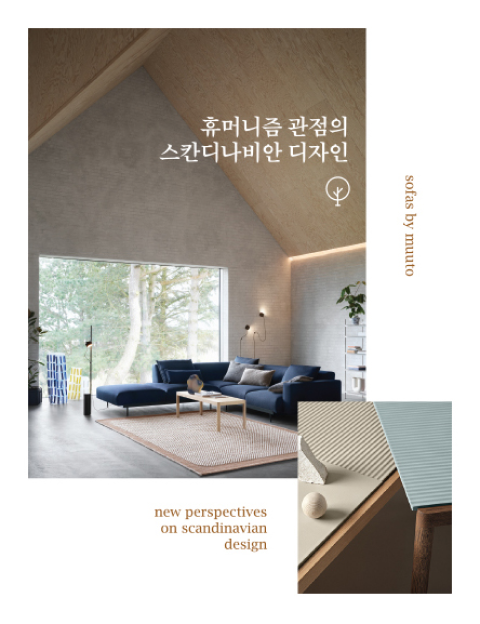 휴머니즘 관점의
스칸디나비안 디자인
sofas by muuto
new perspectives
on scandinavian
design